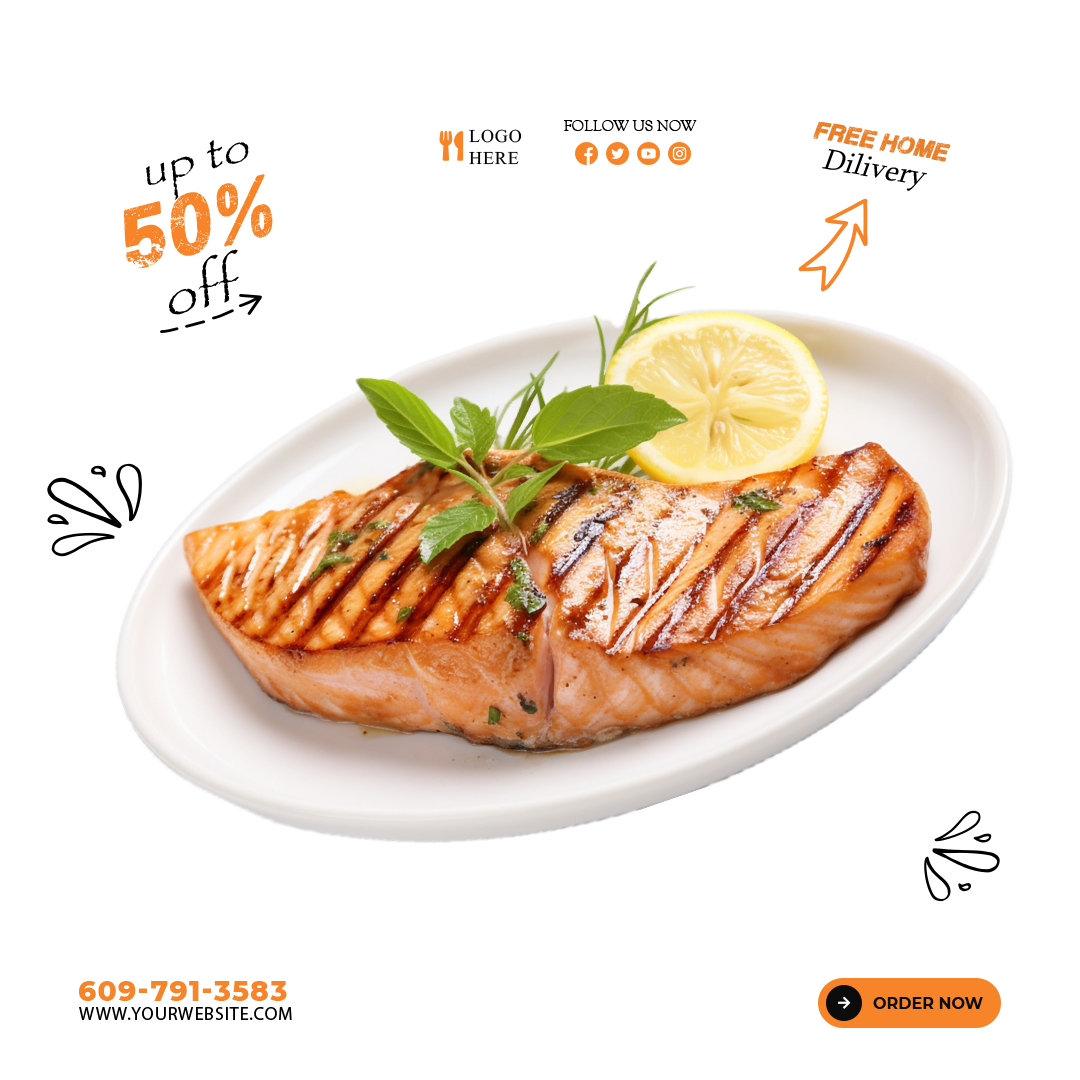 up to
50%
off
LOGO
HERE
FOLLOW US NOW
FREE HOME
Dilivery
609-791-3583
WWW.YOURWEBSITE.COM
ORDER NOW